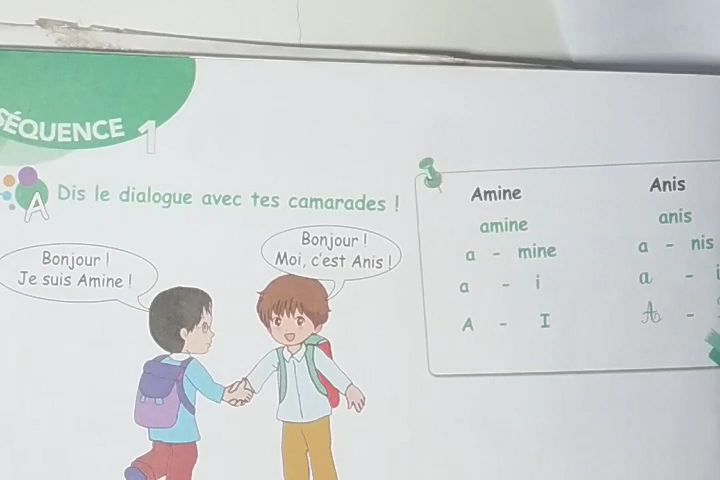 SÉQUENCE 1
A Dis le dialogue avec tes camarades !
Bonjour !
Je suis Amine !
Bonjour !
Moi, c'est Anis !
Amine
amine
a - mine
a - i
A - I
Anis
anis
a - nis
a - i
A -